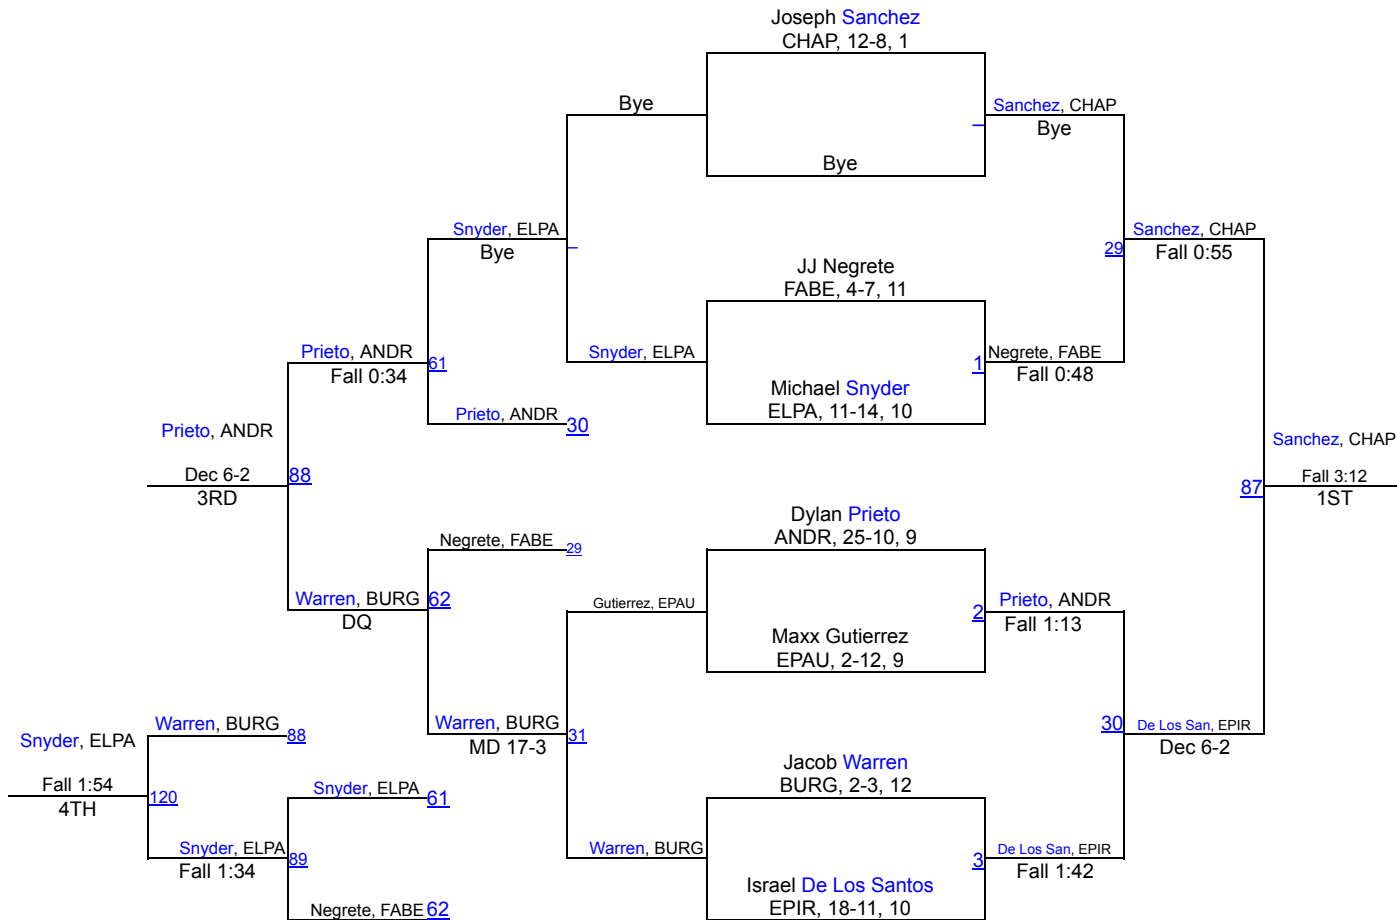 Joseph Sanchez
CHAP, 12-8, 1
Bye
Sanchez, CHAP
Bye
Bye
Snyder, ELPA
Bye
Sanchez, CHAP
29
Fall 0:55
JJ Negrete
FABE, 4-7, 11
Prieto, ANDR
61
Fall 0:34
Snyder, ELPA
1
Negrete, FABE
Fall 0:48
Michael Snyder
ELPA, 11-14, 10
Prieto, ANDR
30
Prieto, ANDR
Dec 6-2
88
3RD
Sanchez, CHAP
87
Fall 3:12
1ST
Dylan Prieto
ANDR, 25-10, 9
Negrete, FABE
29
Warren, BURG
62
DQ
Gutierrez, EPAU
2
Prieto, ANDR
Fall 1:13
Maxx Gutierrez
EPAU, 2-12, 9
Warren, BURG
31
MD 17-3
30
De Los San, EPIR
Dec 6-2
Snyder, ELPA
Warren, BURG
88
Fall 1:54
120
4TH
Jacob Warren
BURG, 2-3, 12
Snyder, ELPA
61
Snyder, ELPA
89
Fall 1:34
Warren, BURG
3
De Los San, EPIR
Fall 1:42
Israel De Los Santos
EPIR, 18-11, 10
Negrete, FABE
62